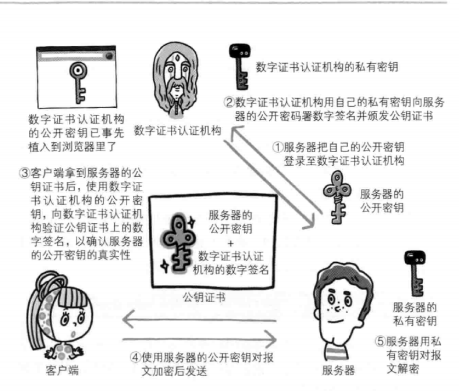 数字证书认证机构的私有密钥
②数字证书认证机构用自己的私有密钥向服务
器的公开密码署数字签名并颁发公钥证书
数字证书认证机构
的公开密钥已事先
植入到浏览器里了
数字证书认证机构
①服务器把自己的公开密钥
登录至数字证书认证机构
③客户端拿到服务器的公
钥证书后，使用数字证
书认证机构的公开密
钥，向数字证书认证机
构验证公钥证书上的数
字签名，以确认服务器
的公开密钥的真实性
服务器的
公开密钥
服务器的
公开密钥
+
数字证书认证
机构的数字签名
公钥证书
服务器的
私有密钥
④使用服务器的公开密钥对报
文加密后发送
⑤服务器用私
有密钥对报
文解密
客户端
服务器